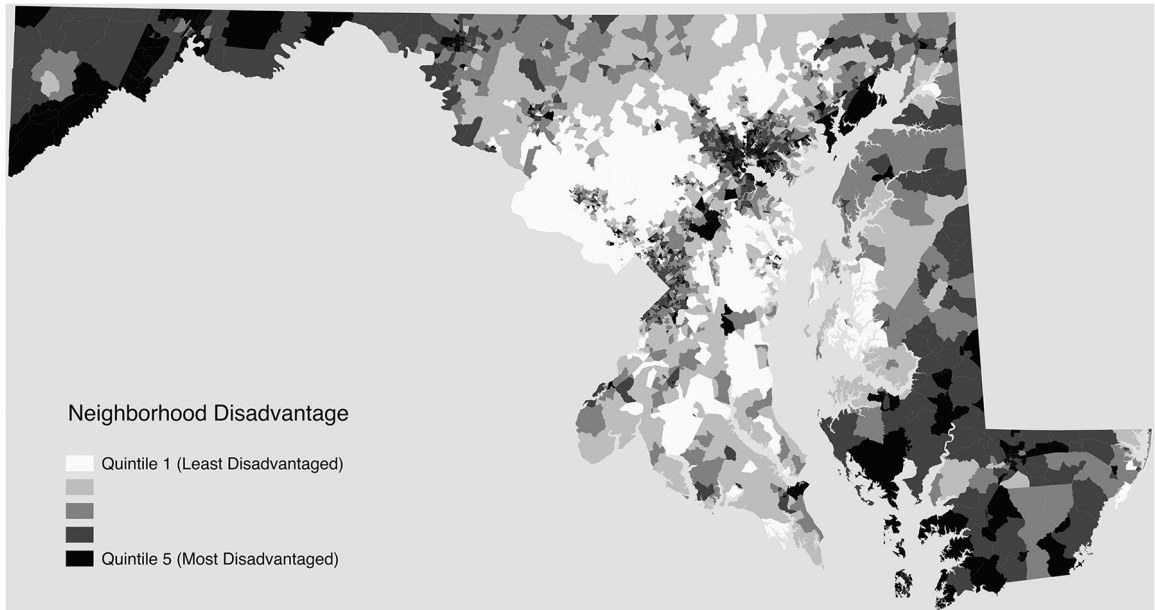 Neighborhood Disadvantage
Quintile 1 (Least Disadvantaged)
Quintile 5 (Most Disadvantaged)